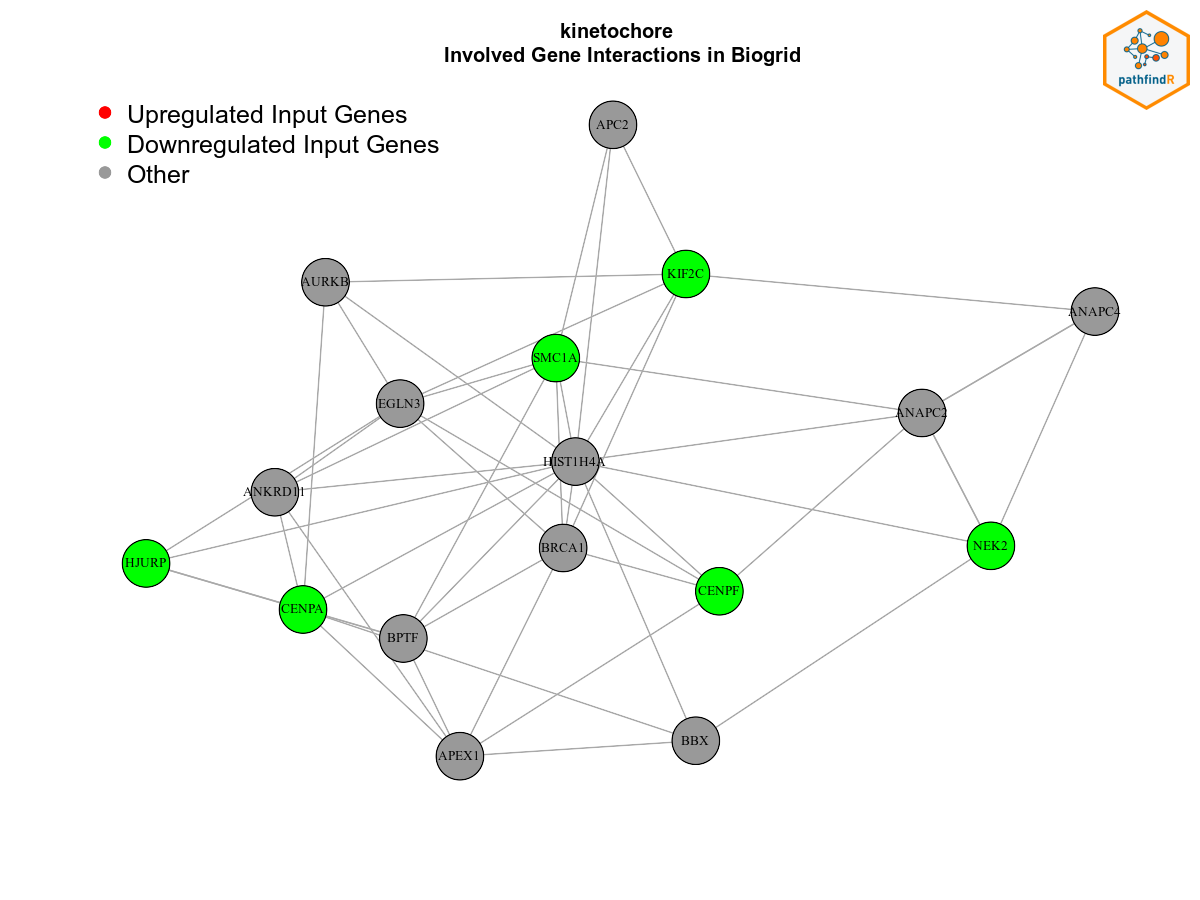 kinetochore
Involved Gene Interactions in Biogrid
pathfindR
Upregulated Input Genes
Downregulated Input Genes
Other
APC2
KIF2C
AURKB
ANAPC4
SMC1A
EGLN3
ANAPC2
HIST1H4A
ANKRD11
BRCA1
NEK2
HJURP
CENPF
CENPA
BPTF
BBX
APEX1